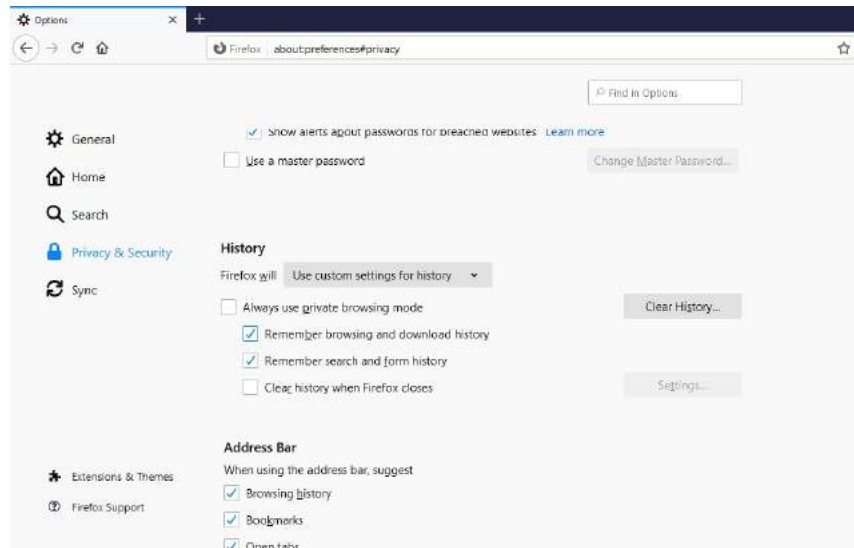 Options
Firefox about:preferences#privacy
Find in Options
Show alerts about passwords for breached websites Learn more
Use a master password
Change Master Password...
General
Home
Search
Privacy & Security
Sync
History
Firefox will Use custom settings for history
Always use private browsing mode
Clear History...
Remember browsing and download history
Remember search and form history
Clear history when Firefox closes
Settings...
Address Bar
When using the address bar, suggest
Browsing history
Bookmarks
Open tabs
Extensions & Themes
Firefox Support